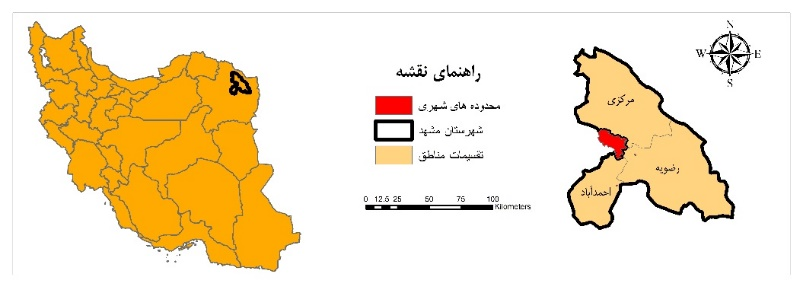 راهنمای نقشه
محدوده های شهری
شهرستان مشهد
تقسیمات مناطق
0 12.5 25 50 75 100
Kilometers
N
W E
S
مرکزی
رضویه
احمدآباد